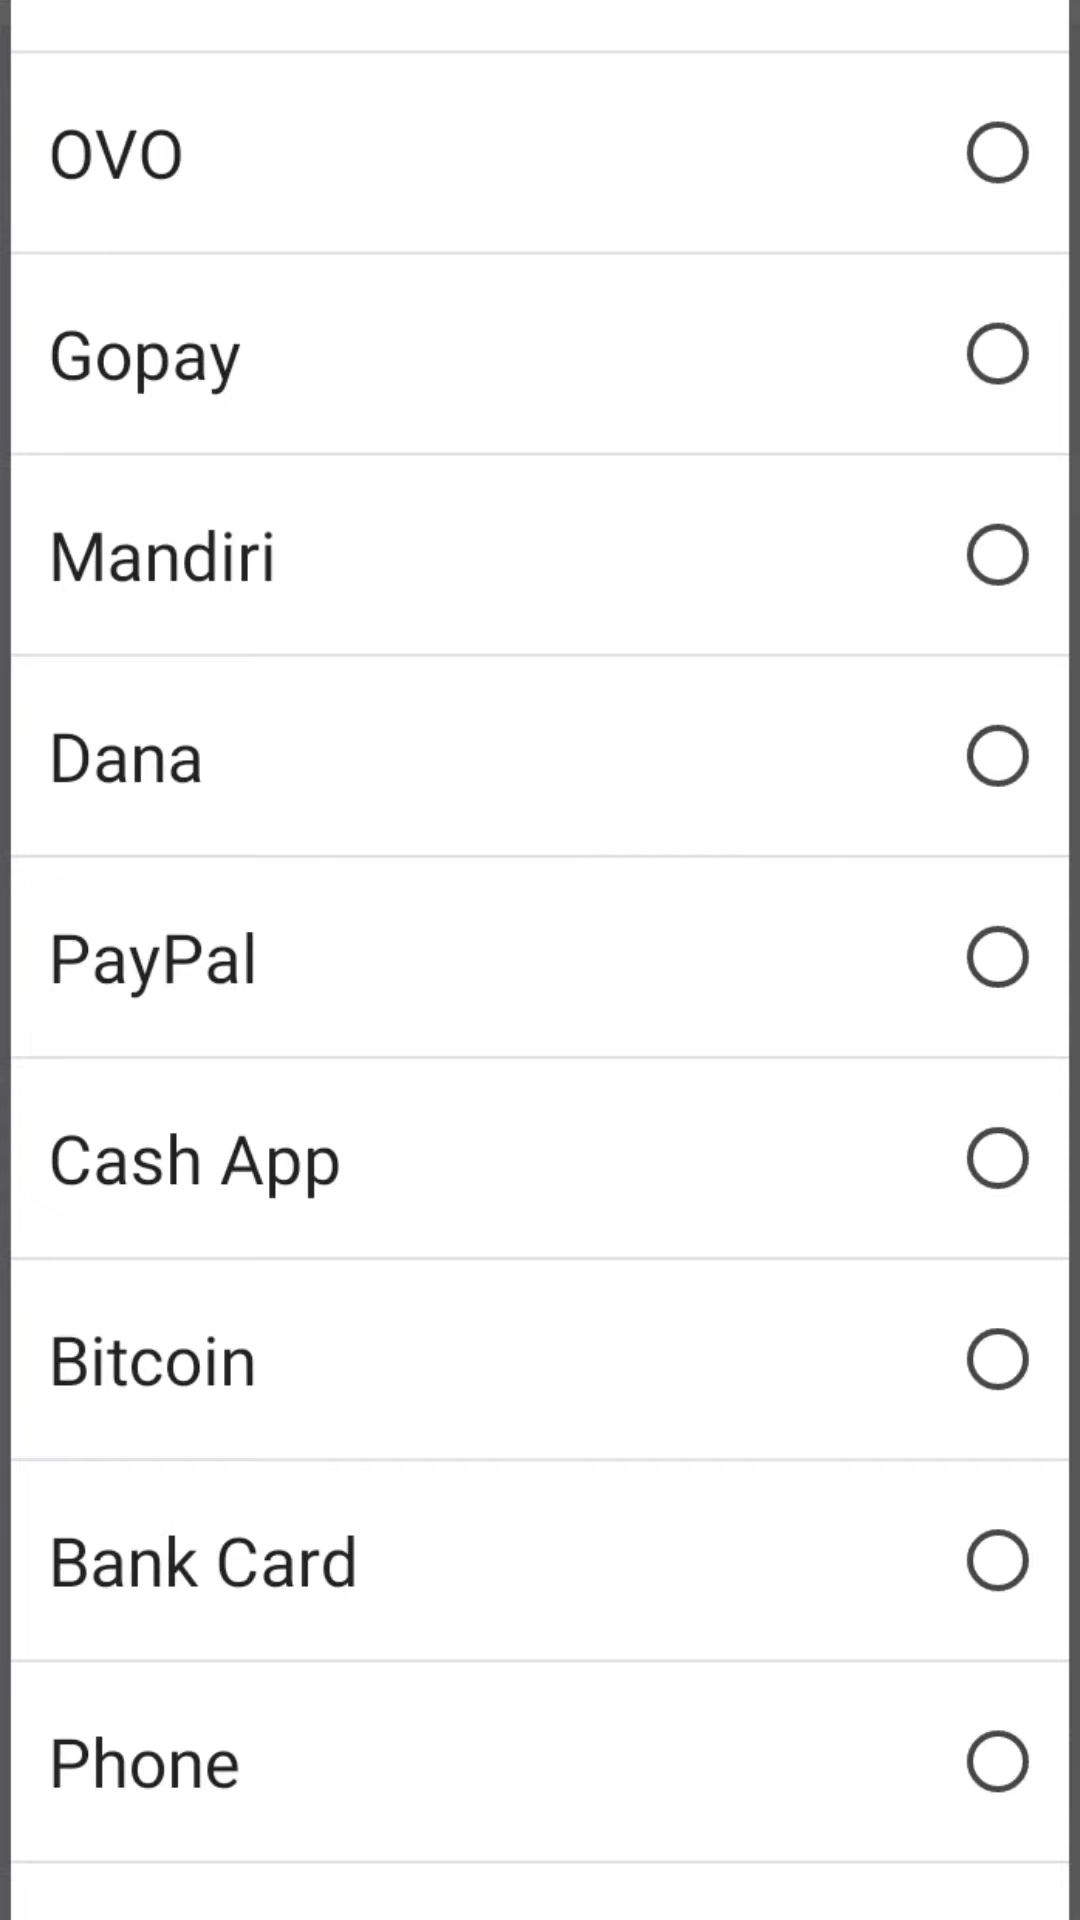 OVO
Gopay
Mandiri
Dana
PayPal
Cash App
Bitcoin
Bank Card
Phone